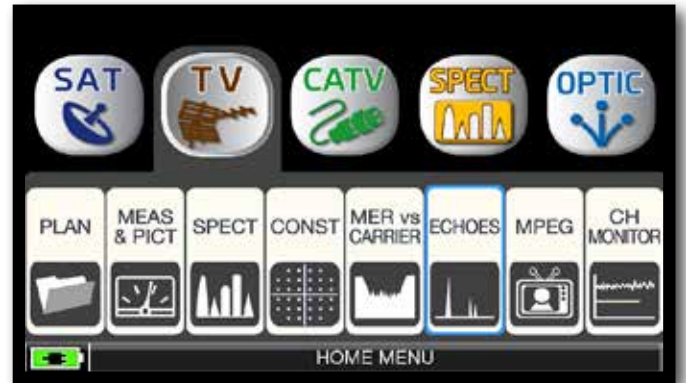 SAT
TV
CATV
SPECT
OPTIC
PLAN
MEAS
& PICT
SPECT
CONST
MER vs
CARRIER
ECHOES
MPEG
CH
MONITOR
HOME MENU